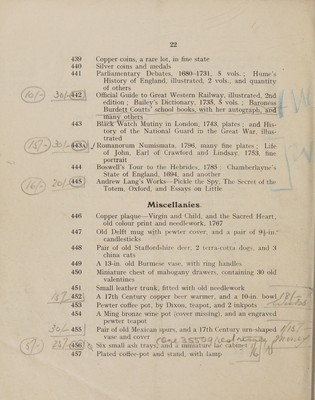 22
439 Copper coins, a rare lot, in fine state
440 Silver coins and medals
441 Parliamentary Debates, 1680-1731, 5 vols.; Hume's
History of England, illustrated, 2 vols., and quantity
of others
10/- 30/- 442 Official Guide to Great Western Railway, illustrated, 2nd
edition; Bailey's Dictionary, 1735, 5 vols.; Baroness
Burdett Coutts' school books, with her autograph, and
many others
443 Black Watch Mutiny in London, 1743, plates; and His-
tory of the National Guard in the Great War, illus-
trated
30/- 443A Romanorum Numismata, 1796, many fine plates; Life
of John, Earl of Crawford and Lindsay, 1753, fine
portrait
444 Boswell's Tour to the Hebrides, 1785; Chamberlayne's
State of England, 1694, and another
20/- 445 Andrew Lang's Works—Pickle the Spy, The Secret of the
Totem, Oxford, and Essays on Little
Miscellanies.
446 Copper plaque—Virgin and Child, and the Sacred Heart,
old colour print and needlework, 1767
447 Old Delft mug with pewter cover, and a pair of 9½-in.
candlesticks
448 Pair of old Staffordshire deer, 2 terra-cotta dogs, and 3
china cats
449 A 13-in. old Burmese vase, with ring handles
450 Miniature chest of mahogany drawers, containing 30 old
valentines
451 Small leather trunk, fitted with old needlework
452 A 17th Century copper beer warmer, and a 10-in. bowl
453 Pewter coffee pot, by Dixon, teapot, and 2 inkpots
454 A Ming bronze wine pot (cover missing), and an engraved
pewter teapot
30/- 455 Pair of old Mexican spurs, and a 17th Century urn-shaped
vase and cover
5/- 456 Six small ash trays, and a miniature lac cabinet
457 Plated coffee-pot and stand, with lamp